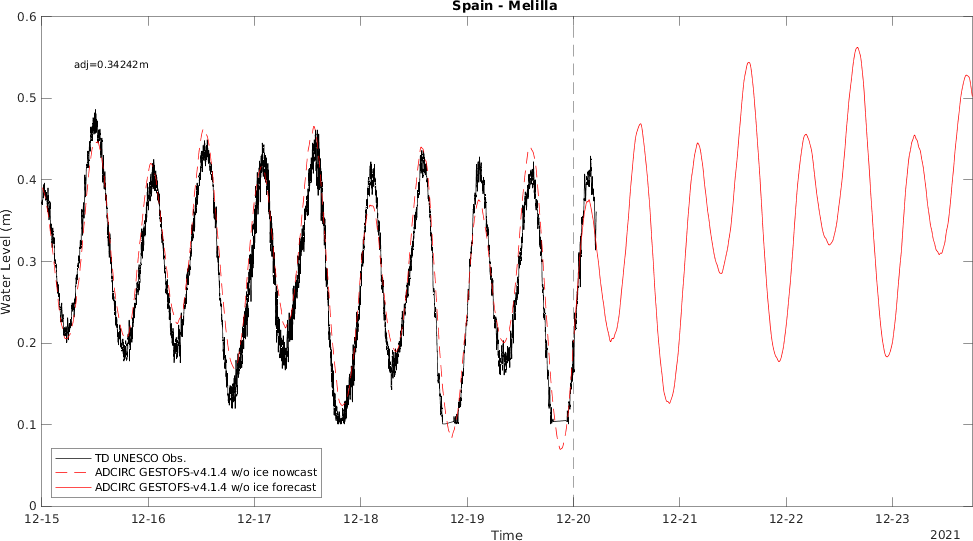 Spain - Melilla
0.6
adj=0.34242m
0.5
0.4
0.3
0.2
0.1
0
Water Level (m)
TD UNESCO Obs.
ADCIRC GESTOFS-v4.1.4 w/o ice nowcast
ADCIRC GESTOFS-v4.1.4 w/o ice forecast
12-15 12-16 12-17 12-18 12-19 12-20 12-21 12-22 12-23
Time
2021